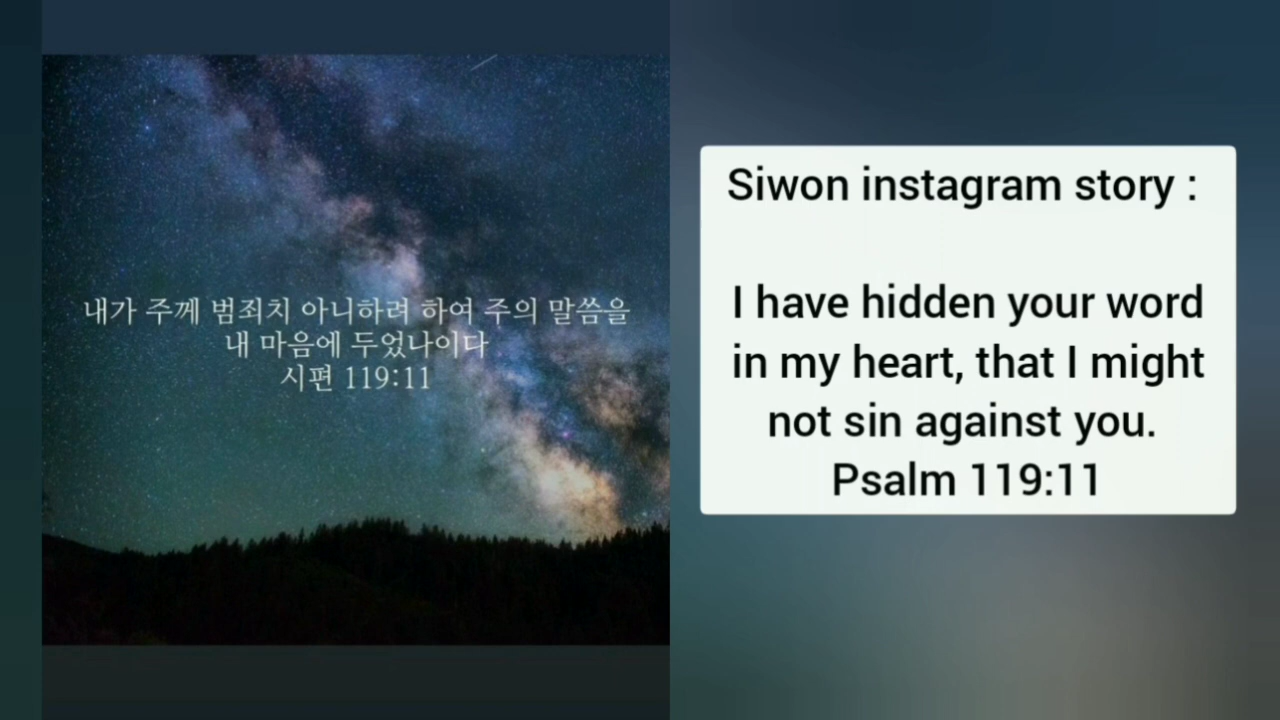 내가 주께 범죄치 아니하려 하여 주의 말씀을
내 마음에 두었나이다
시편 119:11
Siwon instagram story :
I have hidden your word
in my heart, that I might
not sin against you.
Psalm 119:11